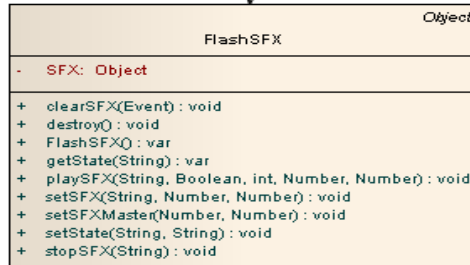 Object
FlashSFX
- SFX: Object
+ clearSFX(Event) : void
+ destroy() : void
+ FlashSFX() : var
+ getState(String) : var
+ playSFX(String, Boolean, int, Number, Number) : void
+ setSFX(String, Number, Number) : void
+ setSFXMaster(Number, Number) : void
+ setState(String, String) : void
+ stopSFX(String) : void